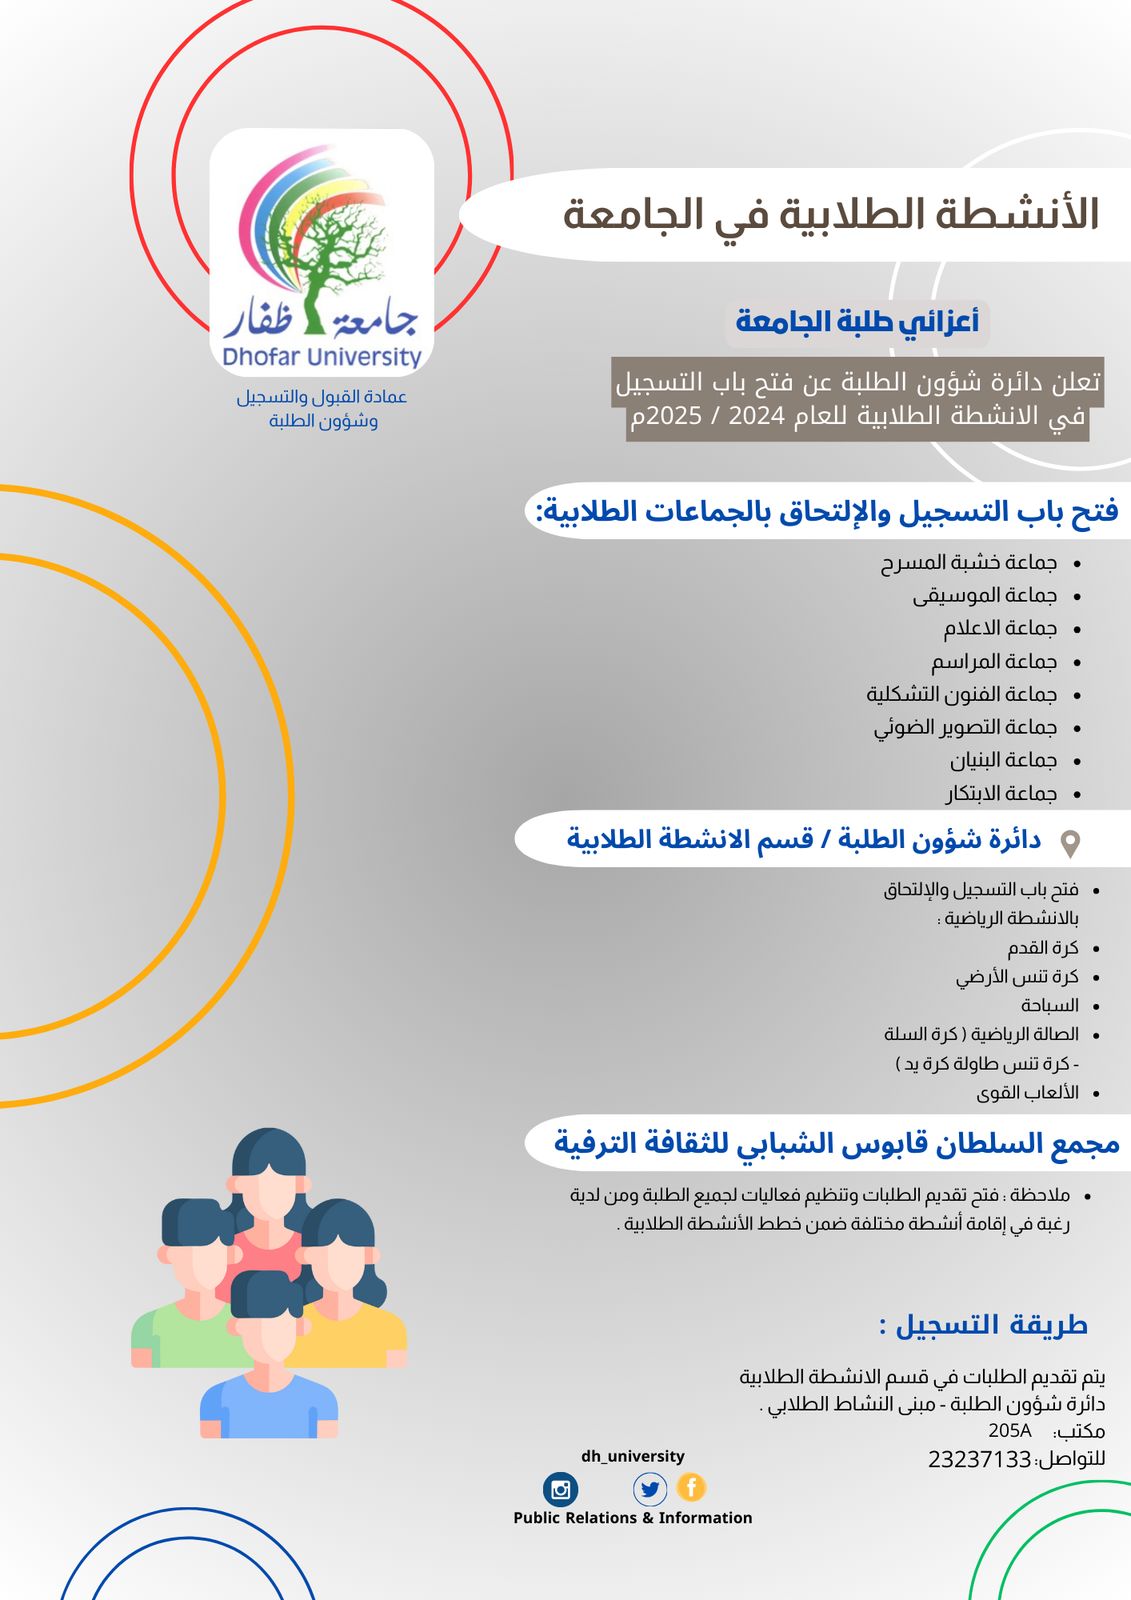 الأنشطة الطلابية في الجامعة
جامعة ظفار
Dhofar University
عمادة القبول والتسجيل
وشؤون الطلبة
أعزائي طلبة الجامعة
تعلن دائرة شؤون الطلبة عن فتح باب التسجيل
في الانشطة الطلابية للعام 2024 / 2025م
فتح باب التسجيل والإلتحاق بالجماعات الطلابية:
• جماعة خشبة المسرح
• جماعة الموسيقى
• جماعة الاعلام
• جماعة المراسم
• جماعة الفنون التشكلية
• جماعة التصوير الضوئي
• جماعة البنيان
• جماعة الابتكار
دائرة شؤون الطلبة / قسم الانشطة الطلابية
• فتح باب التسجيل والإلتحاق
بالانشطة الرياضية :
• كرة القدم
• كرة تنس الأرضي
• السباحة
• الصالة الرياضية ( كرة السلة
- كرة تنس طاولة كرة يد )
• الألعاب القوى
مجمع السلطان قابوس الشبابي للثقافة الترفية
• ملاحظة : فتح تقديم الطلبات وتنظيم فعاليات لجميع الطلبة ومن لدية
رغبة في إقامة أنشطة مختلفة ضمن خطط الأنشطة الطلابية .
طريقة التسجيل :
يتم تقديم الطلبات في قسم الانشطة الطلابية
دائرة شؤون الطلبة - مبنى النشاط الطلابي .
مكتب: 205A
للتواصل: 23237133
dh_university
Public Relations & Information